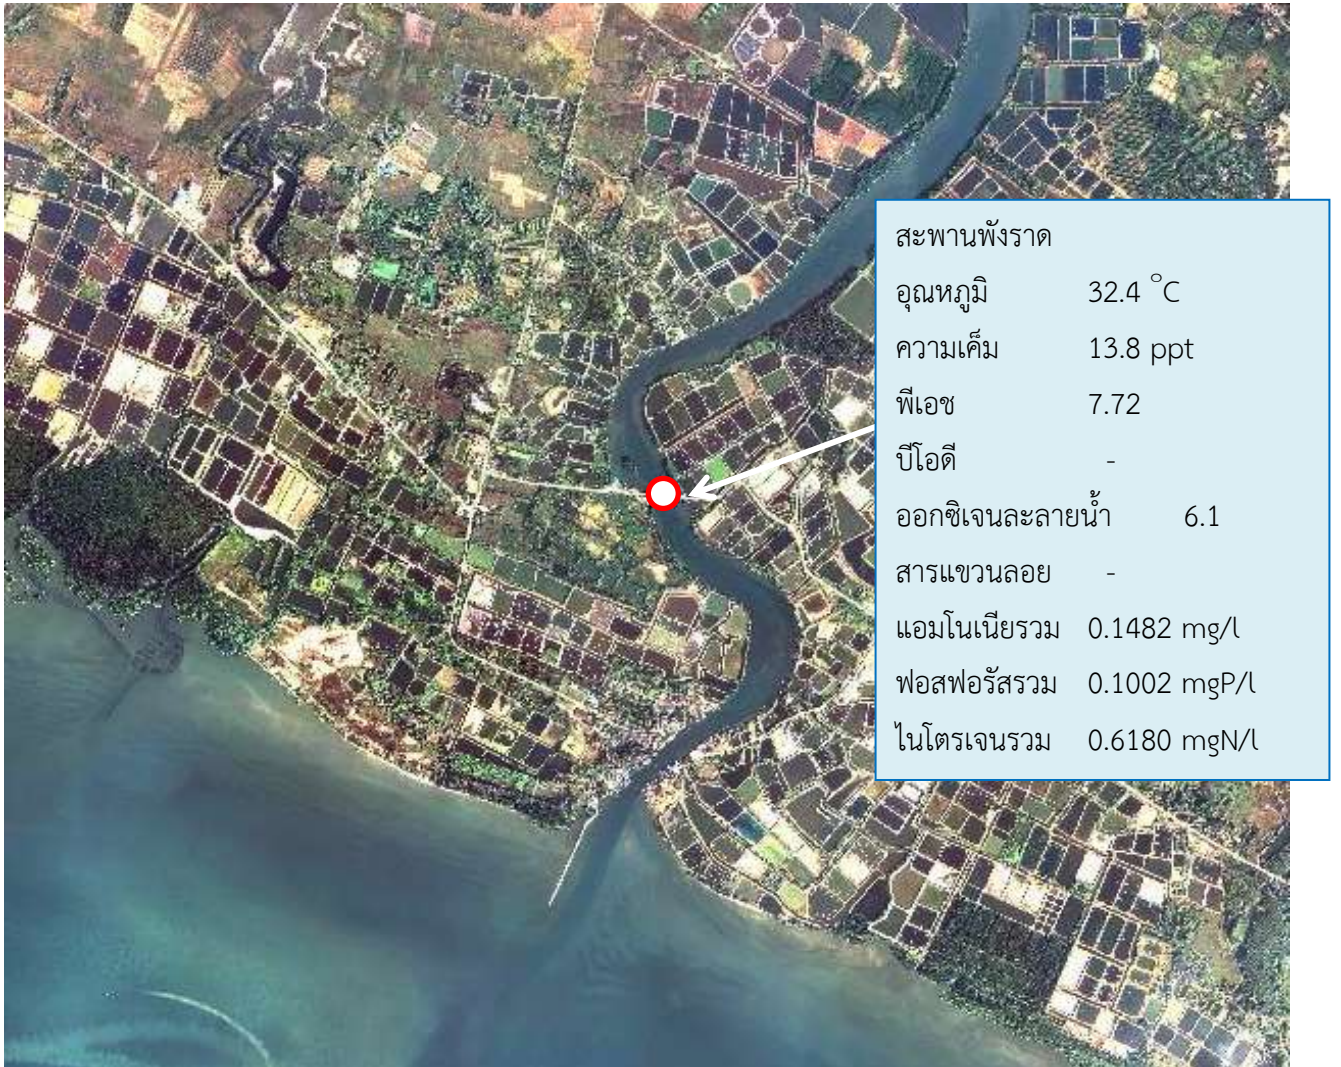 สะพานพังราด
อุณหภูมิ 32.4 °C
ความเค็ม 13.8 ppt
พีเอช 7.72
บีโอดี -
ออกซิเจนละลายน้ำ 6.1
สารแขวนลอย -
แอมโมเนียรวม 0.1482 mg/l
ฟอสฟอรัสรวม 0.1002 mgP/l
ไนโตรเจนรวม 0.6180 mgN/l